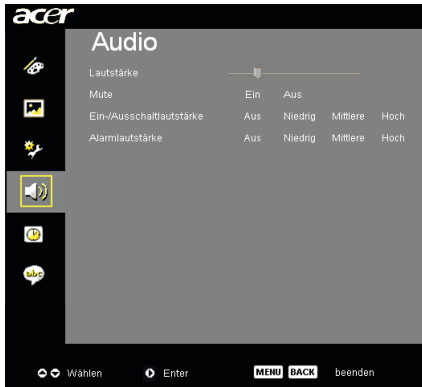 acer
Audio
Lautstärke
Mute Ein Aus
Ein-/Ausschaltlautstärke Aus Niedrig Mittlere Hoch
Alarmlautstärke Aus Niedrig Mittlere Hoch
abc
Wählen Enter MENU BACK beenden